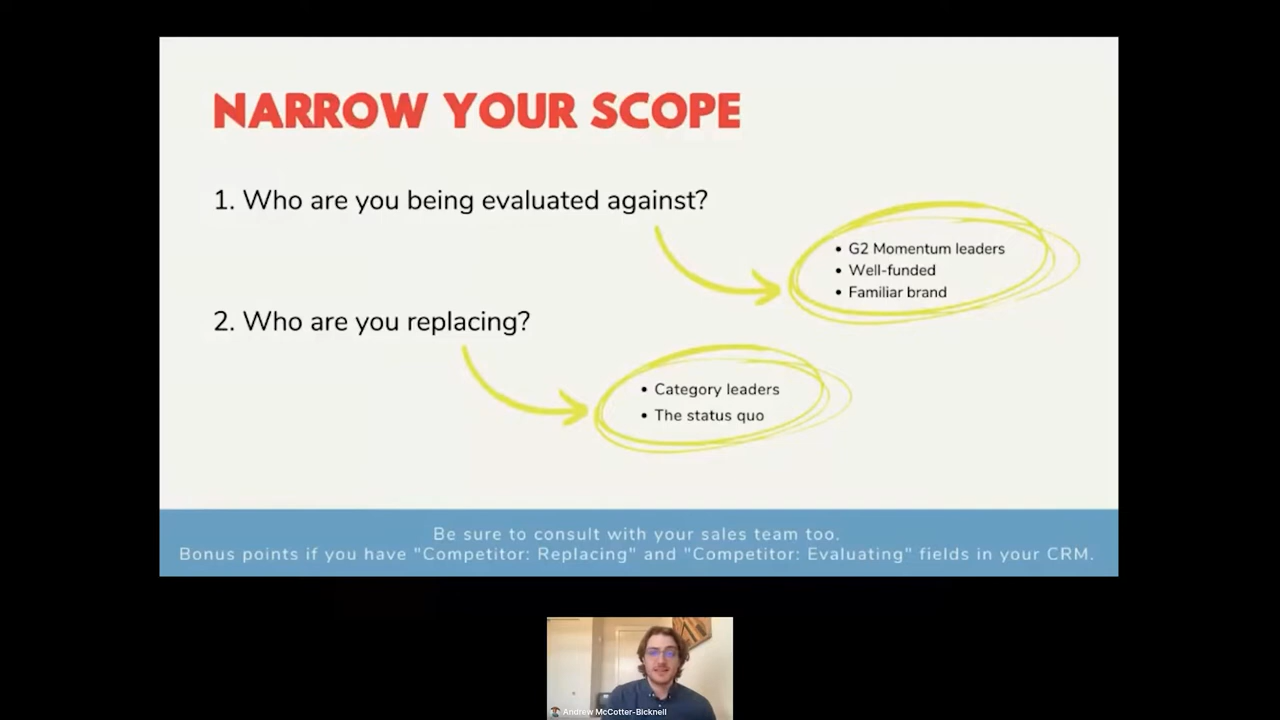 NARROW YOUR SCOPE
1. Who are you being evaluated against?
• G2 Momentum leaders
• Well-funded
• Familiar brand
2. Who are you replacing?
• Category leaders
• The status quo
Be sure to consult with your sales team too.
Bonus points if you have "Competitor: Replacing" and "Competitor: Evaluating" fields in your CRM.
Andrew McCotter-Bicknell